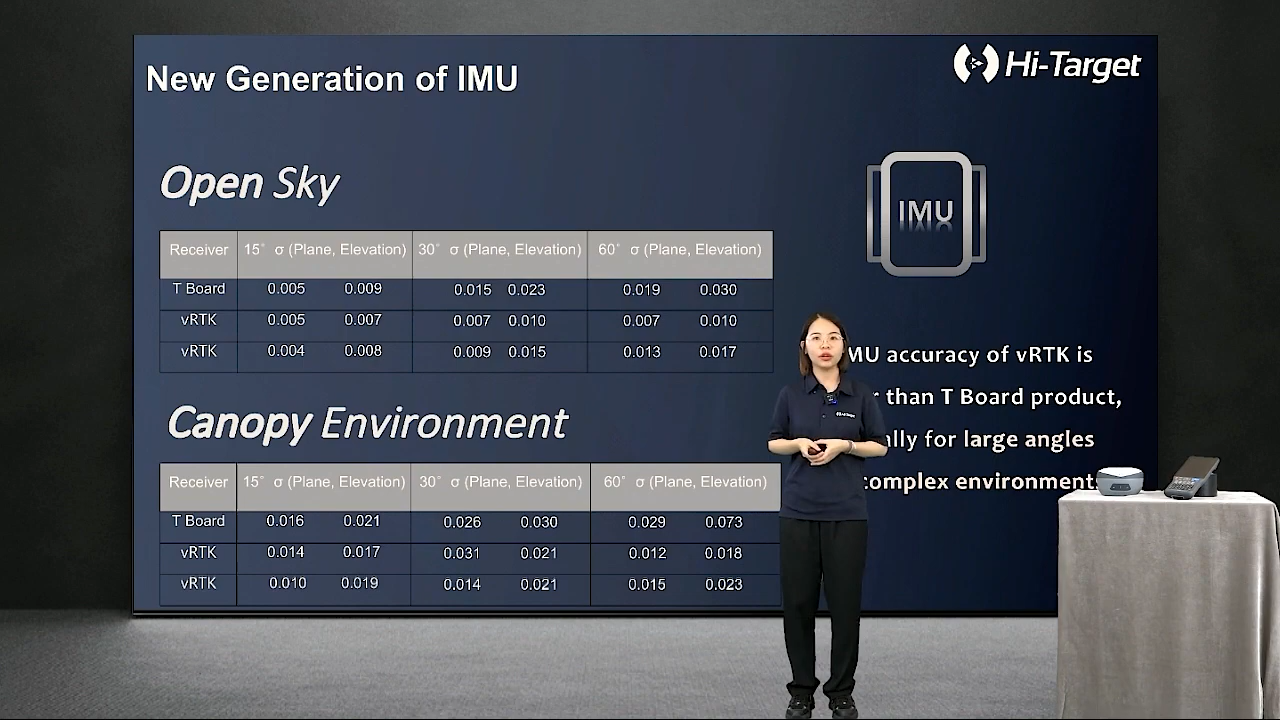 New Generation of IMU
Hi-Target
Open Sky
IMU
Receiver 15° σ (Plane, Elevation) 30° σ (Plane, Elevation) 60° σ (Plane, Elevation)
T Board 0.005 0.009 0.015 0.023 0.019 0.030
vRTK 0.005 0.007 0.007 0.010 0.007 0.010
vRTK 0.004 0.008 0.009 0.015 0.013 0.017
MU accuracy of vRTK is
r than T Board product,
ally for large angles
complex environment
Canopy Environment
Receiver 15° σ (Plane, Elevation) 30° σ (Plane, Elevation) 60° σ (Plane, Elevation)
T Board 0.016 0.021 0.026 0.030 0.029 0.073
vRTK 0.014 0.017 0.031 0.021 0.012 0.018
vRTK 0.010 0.019 0.014 0.021 0.015 0.023
Hi-Target